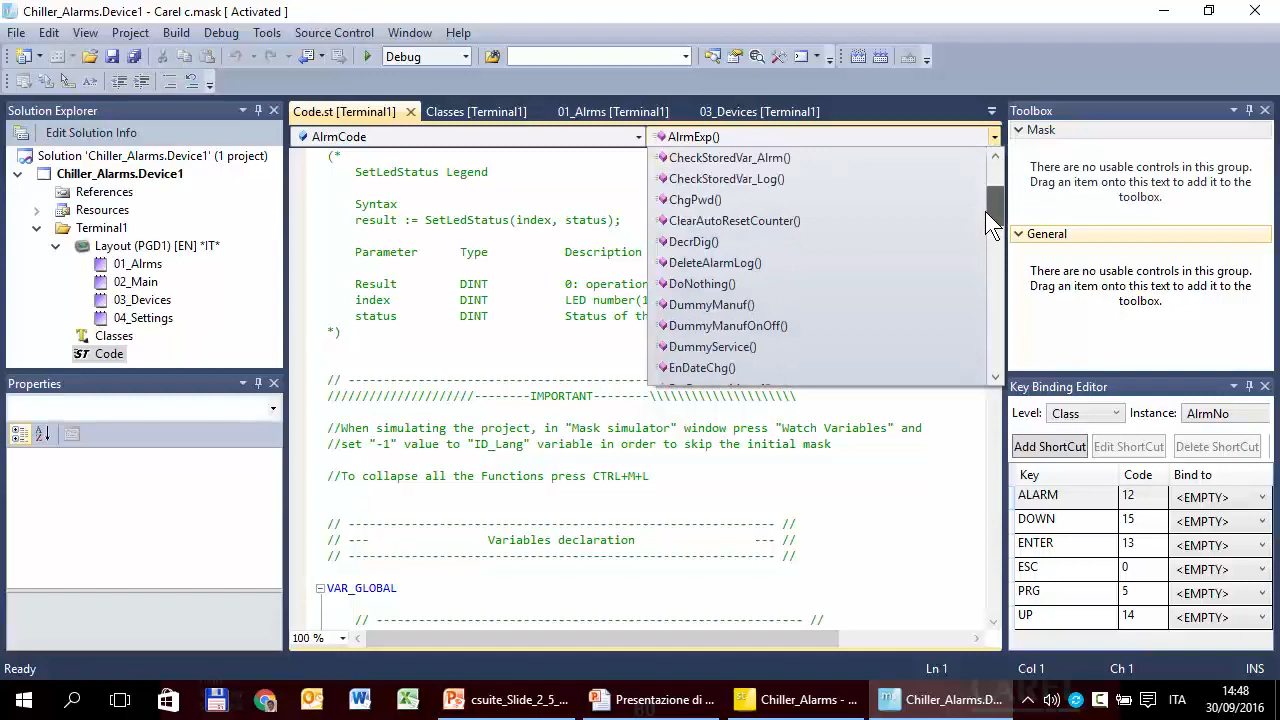 Chiller_Alarms.Device1 - Carel c.mask [ Activated ]
File Edit View Project Build Debug Tools Source Control Window Help
Debug
Solution Explorer
Edit Solution Info
Solution 'Chiller_Alarms.Device1' (1 project)
Chiller_Alarms.Device1
References
Resources
Terminal1
Layout (PGD1) [EN] *IT*
01_Alrms
02_Main
03_Devices
04_Settings
Classes
ST Code
Properties
Code.st [Terminal1] Classes [Terminal1] 01_Alrms [Terminal1] 03_Devices [Terminal1]
AlrmCode AlrmExp()
(*
SetLedStatus Legend
Syntax
result := SetLedStatus(index, status);
Parameter Type Description
Result DINT 0: operation
index DINT LED number(1
status DINT Status of th
*)
// ---------------------------------------------
/////////////////////--------IMPORTANT--------\\\\\\\\\\\\\\\\\\\\\
//When simulating the project, in "Mask simulator" window press "Watch Variables" and
//set "-1" value to "ID_Lang" variable in order to skip the initial mask
//To collapse all the Functions press CTRL+M+L
// ------------------------------------------------------------- //
// --- Variables declaration --- //
// ------------------------------------------------------------- //
VAR_GLOBAL
// ------------------------------------------------------------- //
100 %
CheckStoredVar_Alrm()
CheckStoredVar_Log()
ChgPwd()
ClearAutoResetCounter()
DecrDig()
DeleteAlarmLog()
DoNothing()
DummyManuf()
DummyManufOnOff()
DummyService()
EnDateChg()
Toolbox
Mask
There are no usable controls in this group.
Drag an item onto this text to add it to the
toolbox.
General
There are no usable controls in this group.
Drag an item onto this text to add it to the
toolbox.
Key Binding Editor
Level: Class Instance: AlrmNo
Add ShortCut Edit ShortCut Delete ShortCut
Key Code Bind to
ALARM 12 <EMPTY>
DOWN 15 <EMPTY>
ENTER 13 <EMPTY>
ESC 0 <EMPTY>
PRG 5 <EMPTY>
UP 14 <EMPTY>
Ready Ln 1 Col 1 Ch 1 INS
csuite_Slide_2_5_... Presentazione di ... Chiller_Alarms - ... Chiller_Alarms.D... ITA 14:48
30/09/2016